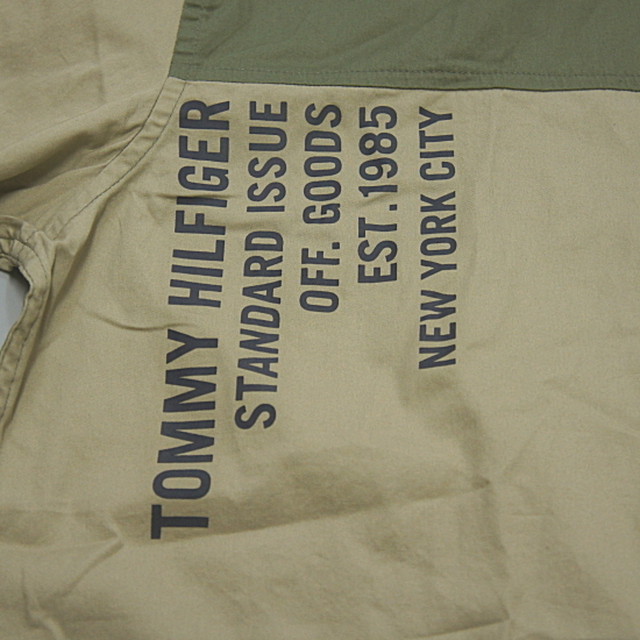 TOMMY HILFIGER
STANDARD ISSUE
OFF. GOODS
EST. 1985
NEW YORK CITY